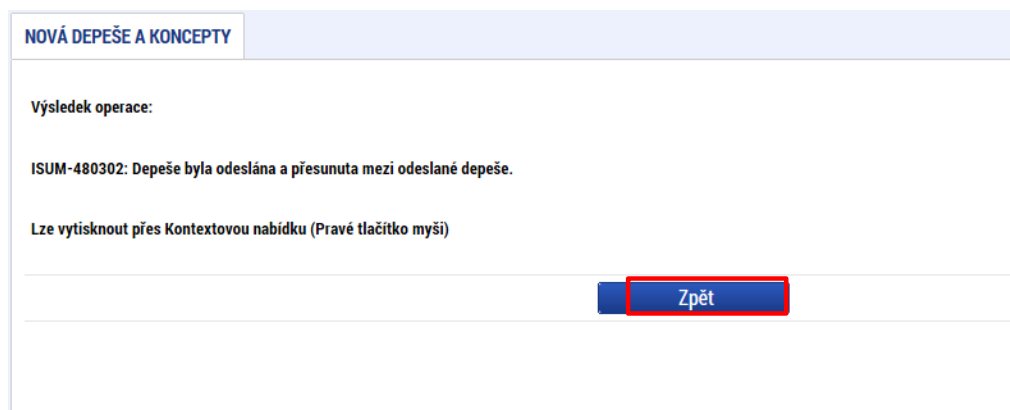 NOVÁ DEPEŠE A KONCEPTY
Výsledek operace:
ISUM-480302: Depeše byla odeslána a přesunuta mezi odeslané depeše.
Lze vytisknout přes Kontextovou nabídku (Pravé tlačítko myši)
Zpět